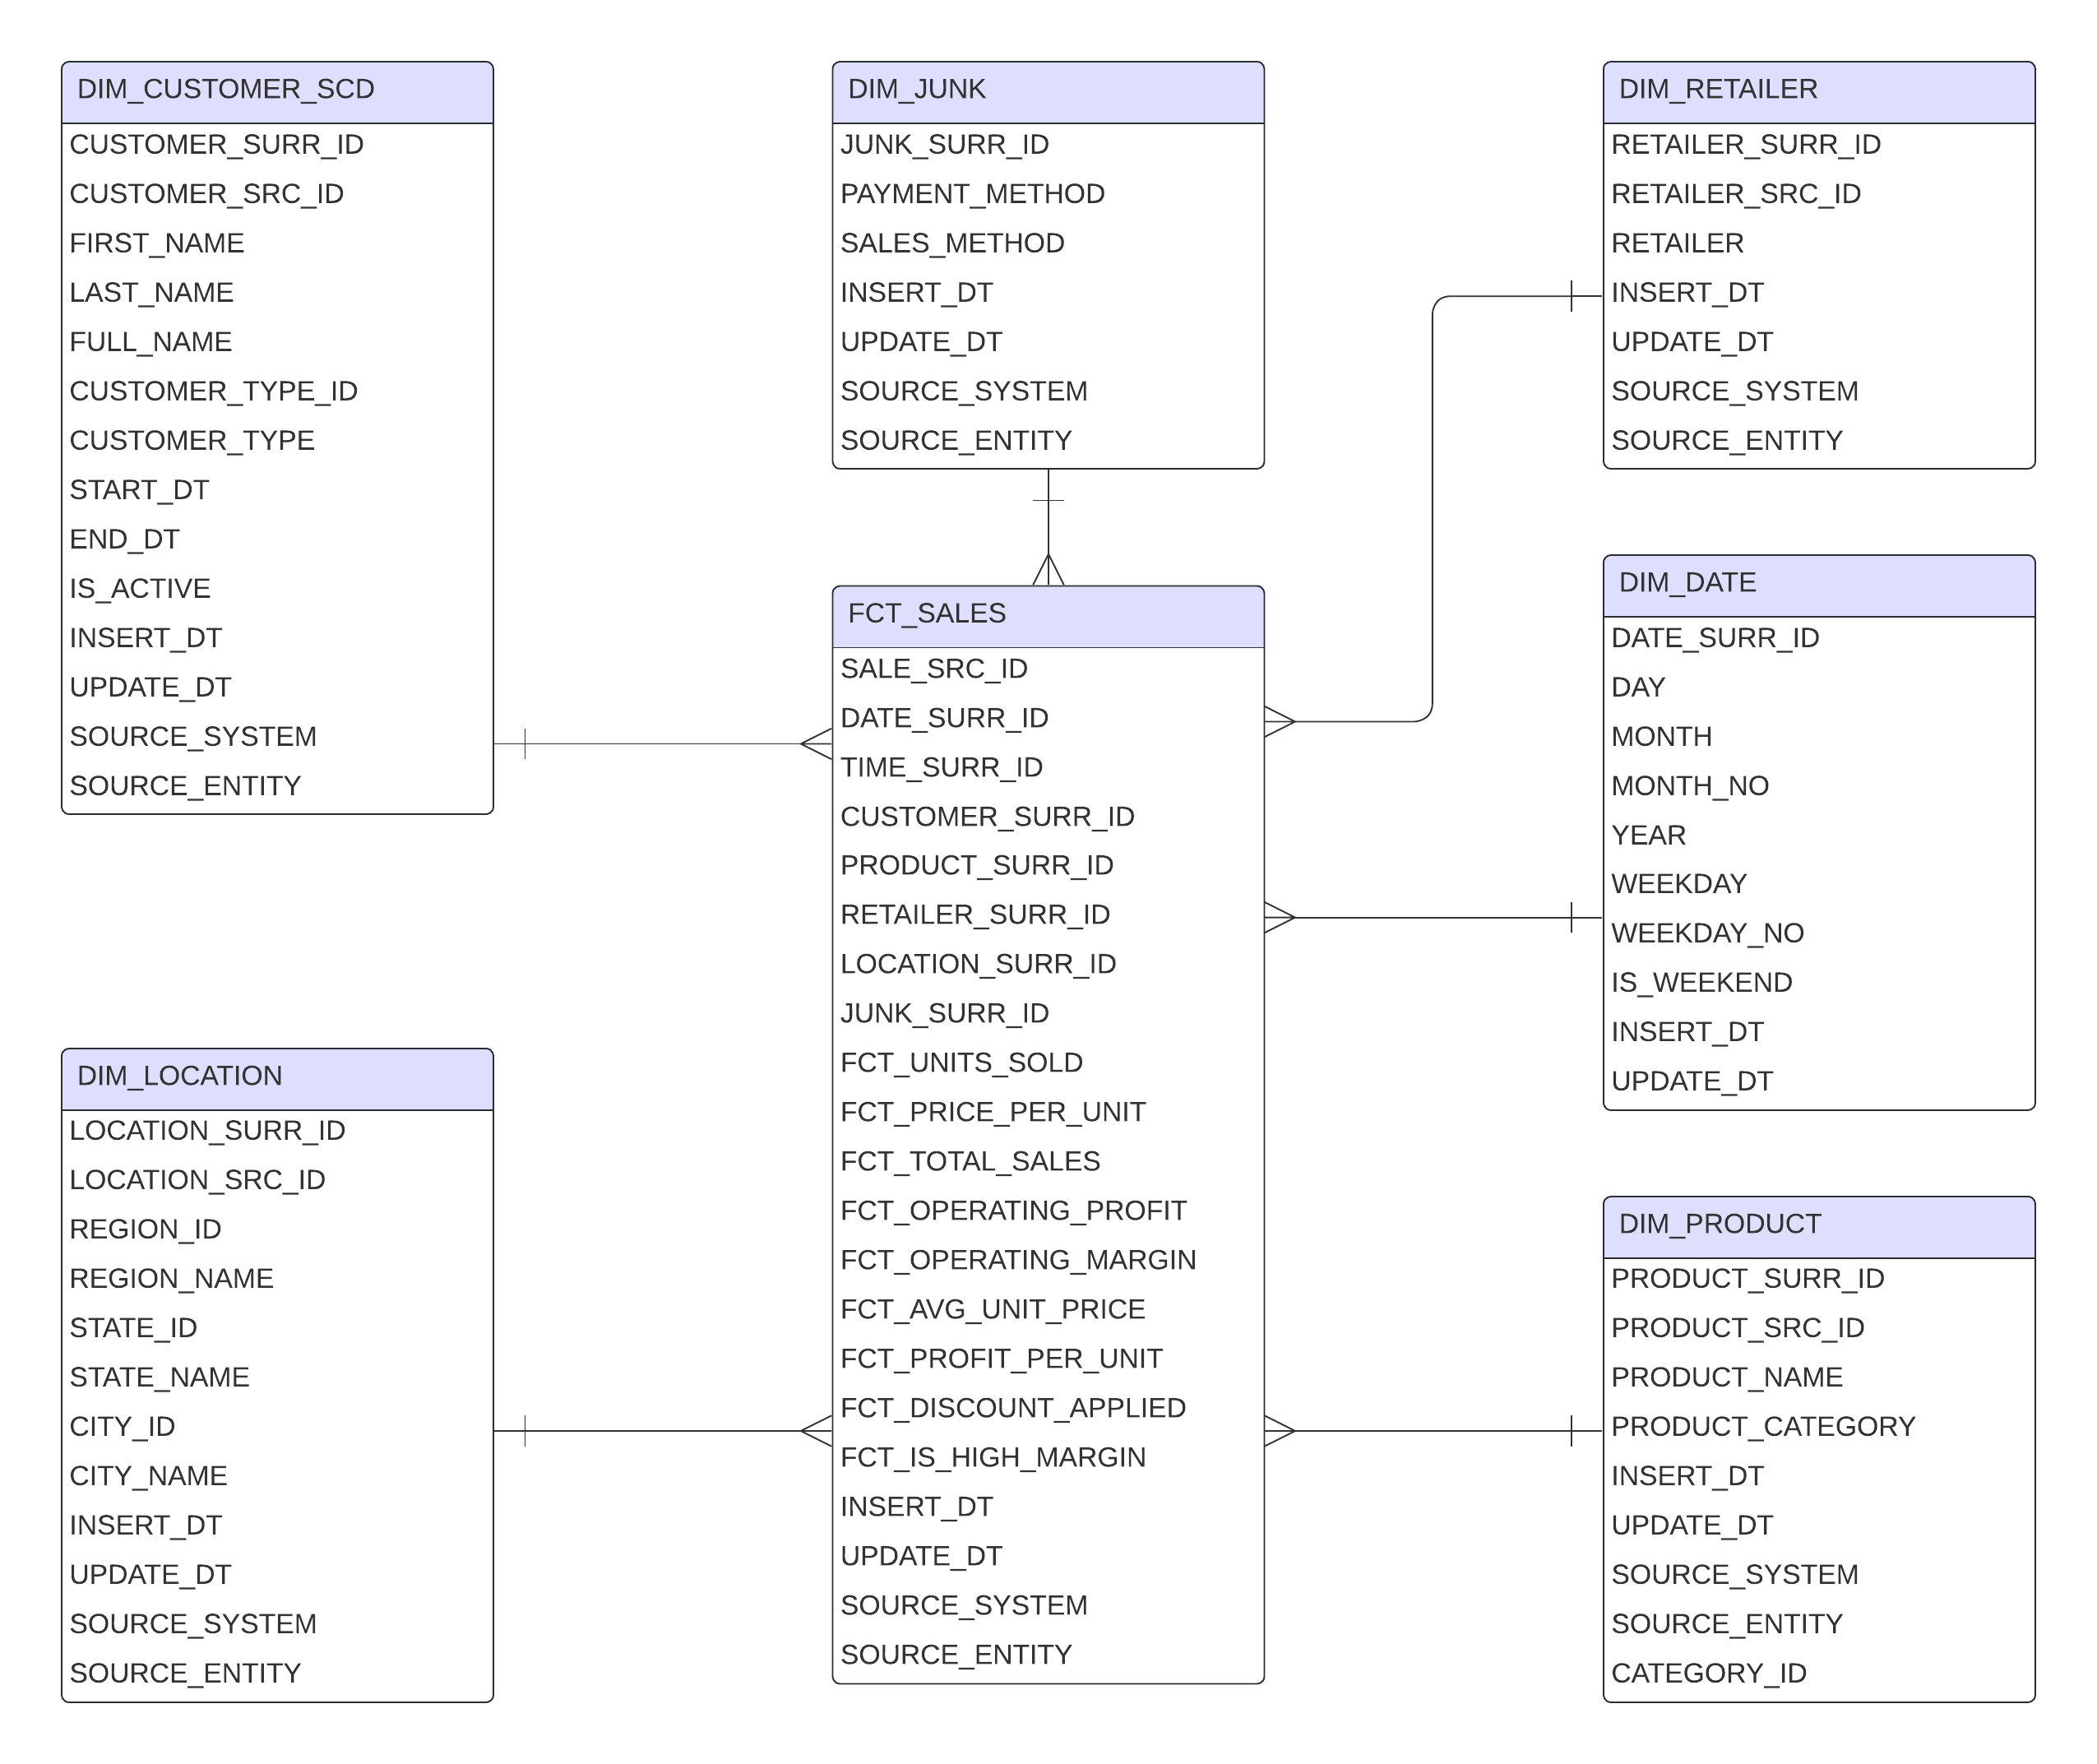 DIM_CUSTOMER_SCD
CUSTOMER_SURR_ID
CUSTOMER_SRC_ID
FIRST_NAME
LAST_NAME
FULL_NAME
CUSTOMER_TYPE_ID
CUSTOMER_TYPE
START_DT
END_DT
IS_ACTIVE
INSERT_DT
UPDATE_DT
SOURCE_SYSTEM
SOURCE_ENTITY
DIM_LOCATION
LOCATION_SURR_ID
LOCATION_SRC_ID
REGION_ID
REGION_NAME
STATE_ID
STATE_NAME
CITY_ID
CITY_NAME
INSERT_DT
UPDATE_DT
SOURCE_SYSTEM
SOURCE_ENTITY
DIM_JUNK
JUNK_SURR_ID
PAYMENT_METHOD
SALES_METHOD
INSERT_DT
UPDATE_DT
SOURCE_SYSTEM
SOURCE_ENTITY
FCT_SALES
SALE_SRC_ID
DATE_SURR_ID
TIME_SURR_ID
CUSTOMER_SURR_ID
PRODUCT_SURR_ID
RETAILER_SURR_ID
LOCATION_SURR_ID
JUNK_SURR_ID
FCT_UNITS_SOLD
FCT_PRICE_PER_UNIT
FCT_TOTAL_SALES
FCT_OPERATING_PROFIT
FCT_OPERATING_MARGIN
FCT_AVG_UNIT_PRICE
FCT_PROFIT_PER_UNIT
FCT_DISCOUNT_APPLIED
FCT_IS_HIGH_MARGIN
INSERT_DT
UPDATE_DT
SOURCE_SYSTEM
SOURCE_ENTITY
DIM_RETAILER
RETAILER_SURR_ID
RETAILER_SRC_ID
RETAILER
INSERT_DT
UPDATE_DT
SOURCE_SYSTEM
SOURCE_ENTITY
DIM_DATE
DATE_SURR_ID
DAY
MONTH
MONTH_NO
YEAR
WEEKDAY
WEEKDAY_NO
IS_WEEKEND
INSERT_DT
UPDATE_DT
DIM_PRODUCT
PRODUCT_SURR_ID
PRODUCT_SRC_ID
PRODUCT_NAME
PRODUCT_CATEGORY
INSERT_DT
UPDATE_DT
SOURCE_SYSTEM
SOURCE_ENTITY
CATEGORY_ID